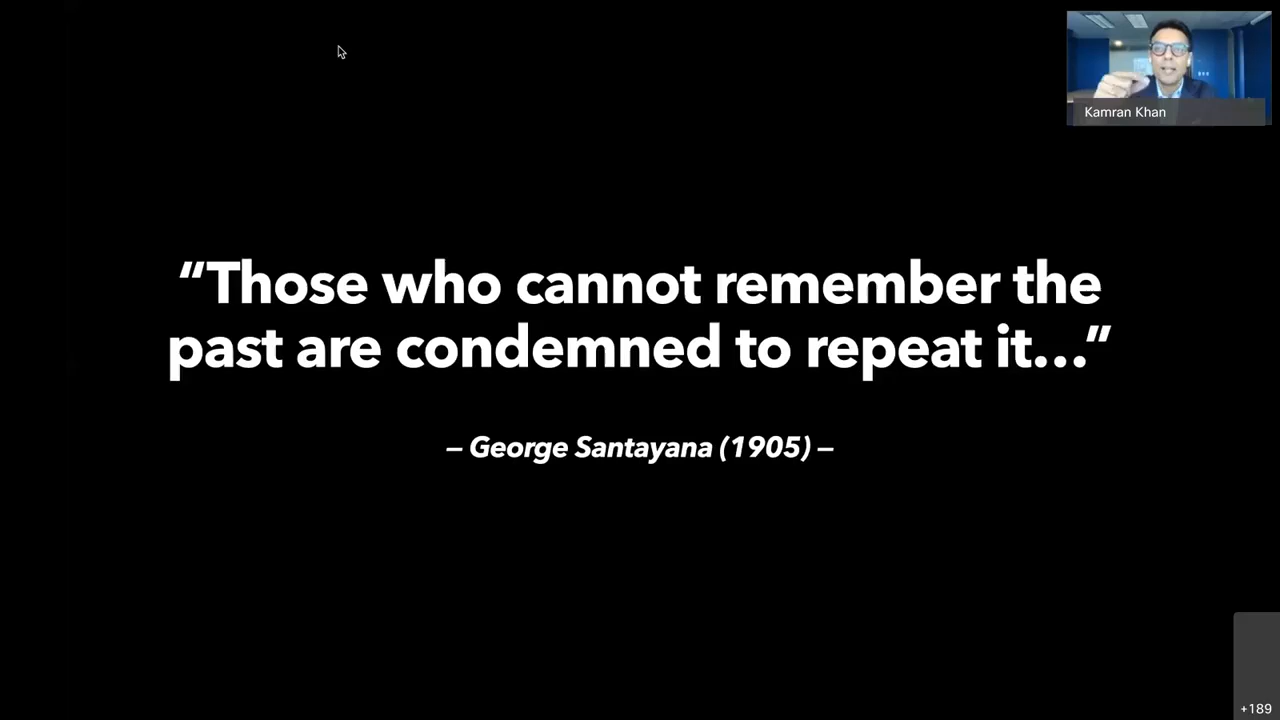 Kamran Khan
“Those who cannot remember the
past are condemned to repeat it...”
– George Santayana (1905) –
+189